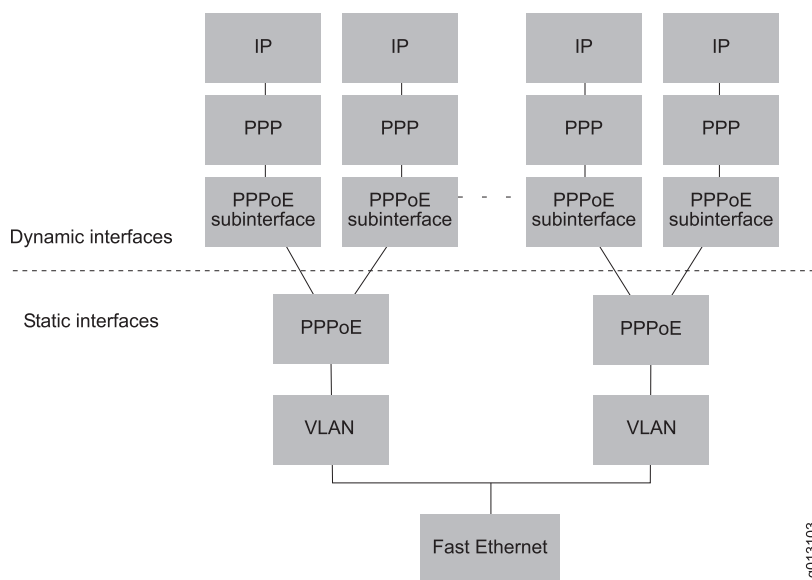 IP
IP
IP
IP
PPP
PPP
PPP
PPP
PPPoE
subinterface
PPPoE
subinterface
PPPoE
subinterface
PPPoE
subinterface
Dynamic interfaces
Static interfaces
PPPoE
PPPoE
VLAN
VLAN
Fast Ethernet
g013103